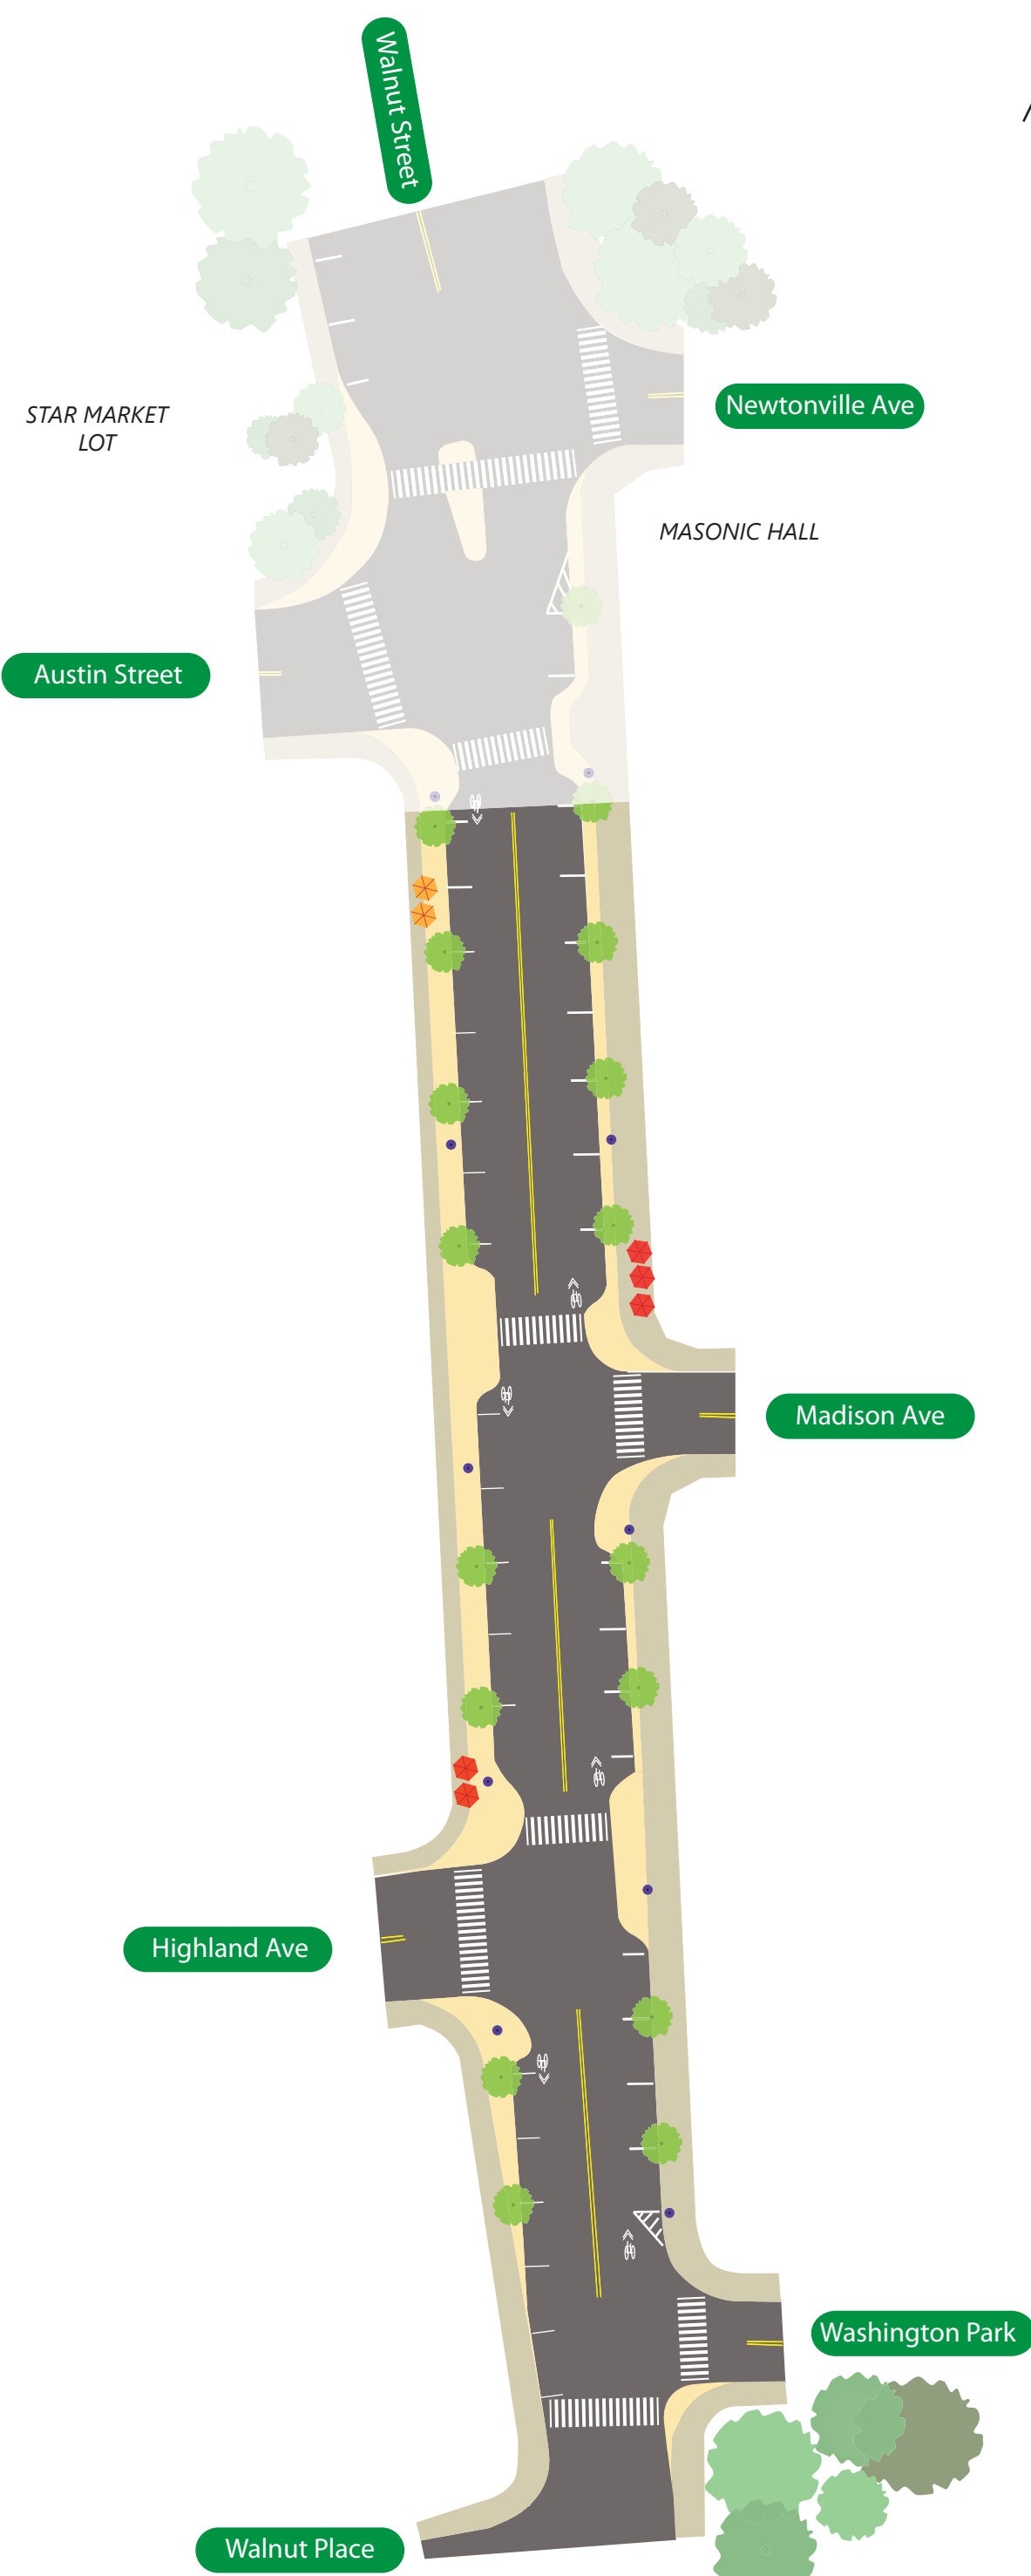 Walnut Street
STAR MARKET
LOT
Newtonville Ave
MASONIC HALL
Austin Street
Madison Ave
Highland Ave
Washington Park
Walnut Place